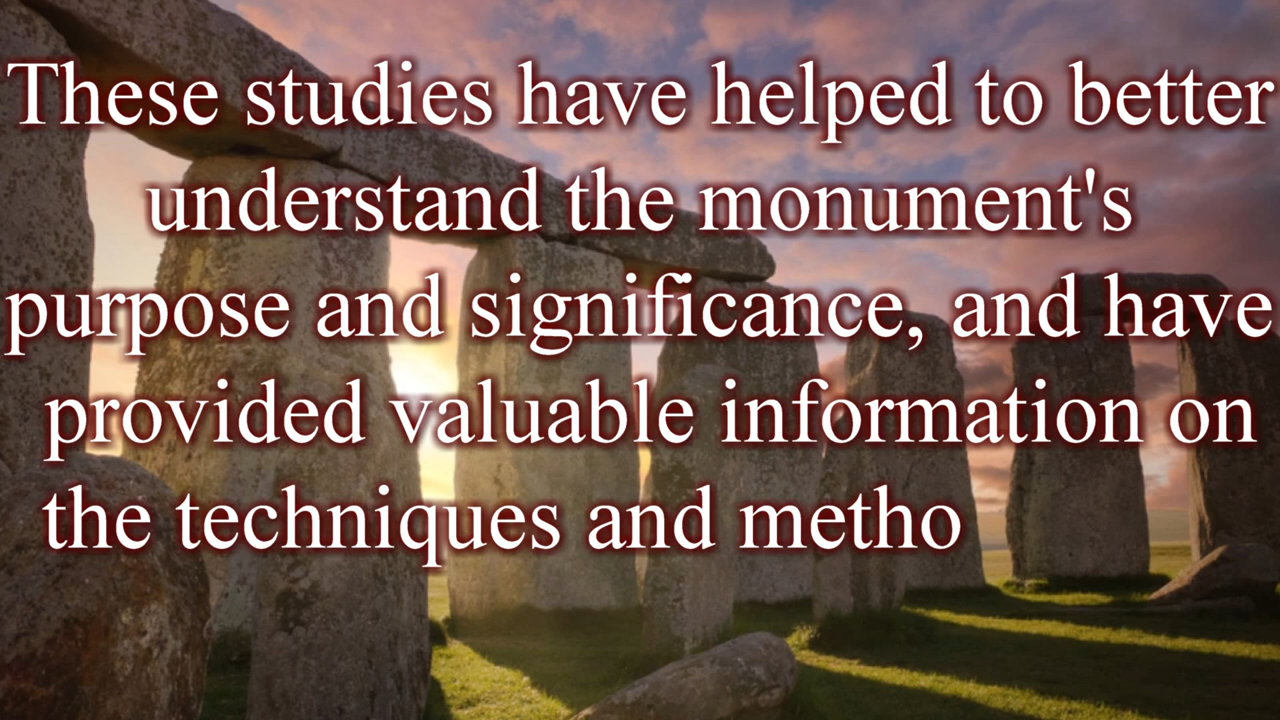 These studies have helped to better
understand the monument's
purpose and significance, and have
provided valuable information on
the techniques and metho